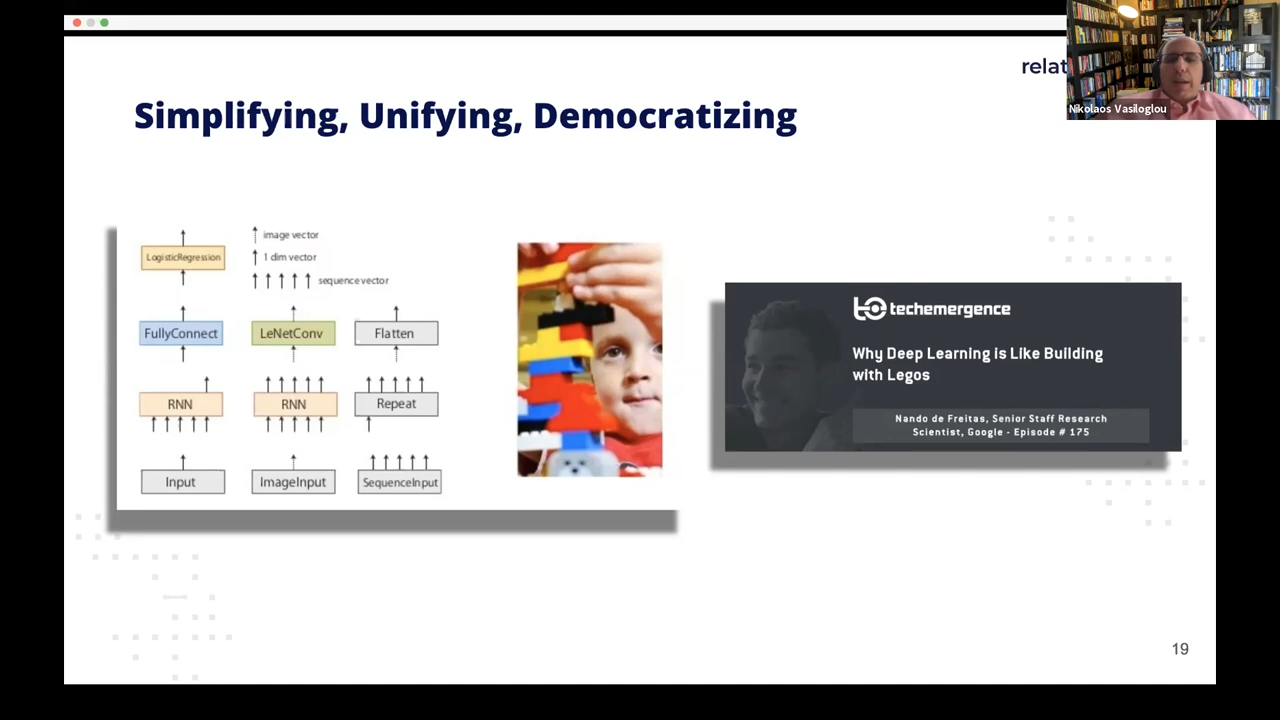 relat
Nikolaos Vasiloglou
Simplifying, Unifying, Democratizing
image vector
LogisticRegression
1 dim vector
sequence vector
FullyConnect
LeNetConv
Flatten
RNN
RNN
Repeat
Input
ImageInput
SequenceInput
techemergence
Why Deep Learning is Like Building
with Legos
Nando de Freitas, Senior Staff Research
Scientist, Google - Episode # 175
19